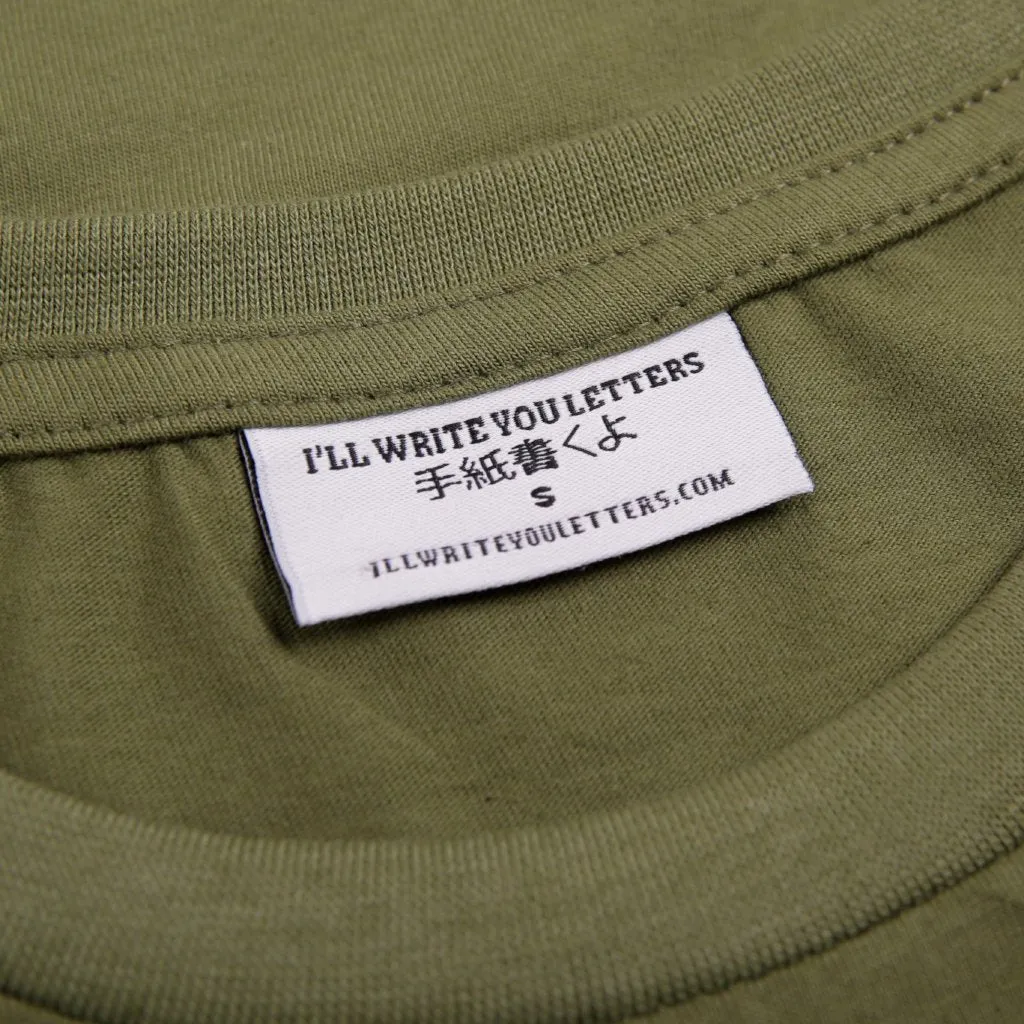 I'LL WRITE YOU LETTERS
手紙書くよ
S
ILLWRITEYOULETTERS.COM